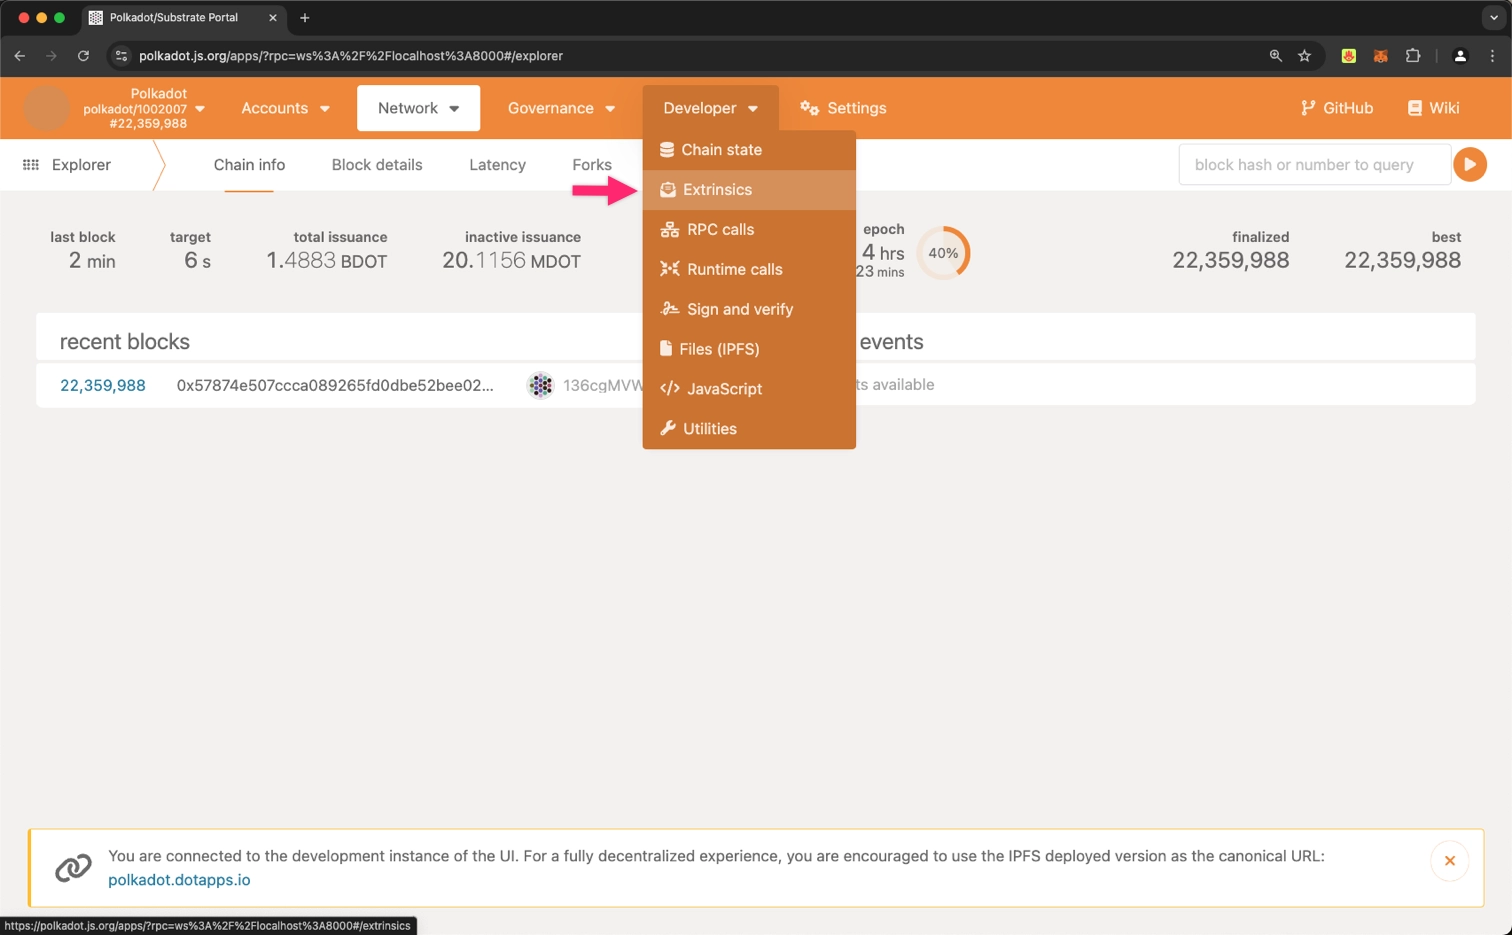 Polkadot/Substrate Portal
polkadot.js.org/apps/?rpc=ws%3A%2F%2Flocalhost%3A8000#/explorer
Polkadot
polkadot/1002007
#22,359,988
Accounts
Network
Governance
Developer
Settings
GitHub
Wiki
Explorer
Chain info
Block details
Latency
Forks
block hash or number to query
Chain state
Extrinsics
RPC calls
Runtime calls
Sign and verify
Files (IPFS)
JavaScript
Utilities
last block
2 min
target
6 s
total issuance
1.4883 BDOT
inactive issuance
20.1156 MDOT
epoch
4 hrs
23 mins
40%
finalized
22,359,988
best
22,359,988
recent blocks
events
22,359,988
0x57874e507ccca089265fd0dbe52bee02...
136cgMVW
ts available
You are connected to the development instance of the UI. For a fully decentralized experience, you are encouraged to use the IPFS deployed version as the canonical URL:
polkadot.dotapps.io
https://polkadot.js.org/apps/?rpc=ws%3A%2F%2Flocalhost%3A8000#/extrinsics